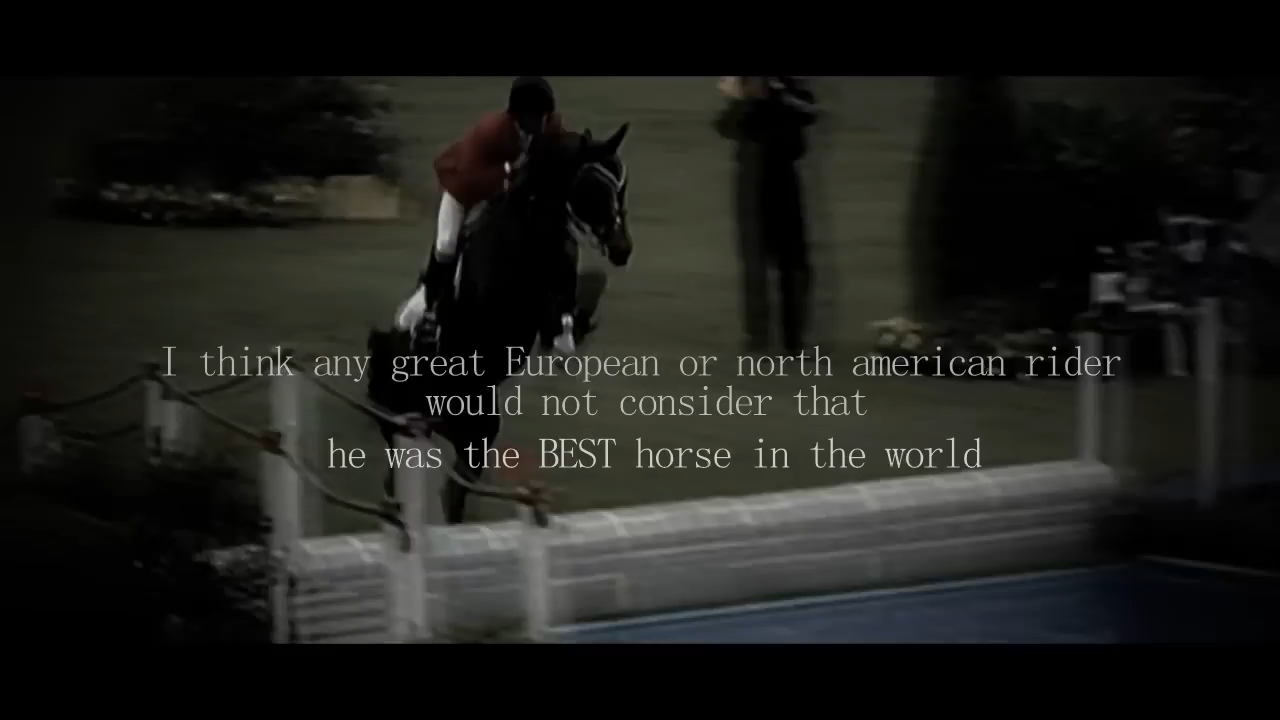 I think any great European or north american rider
would not consider that
he was the BEST horse in the world